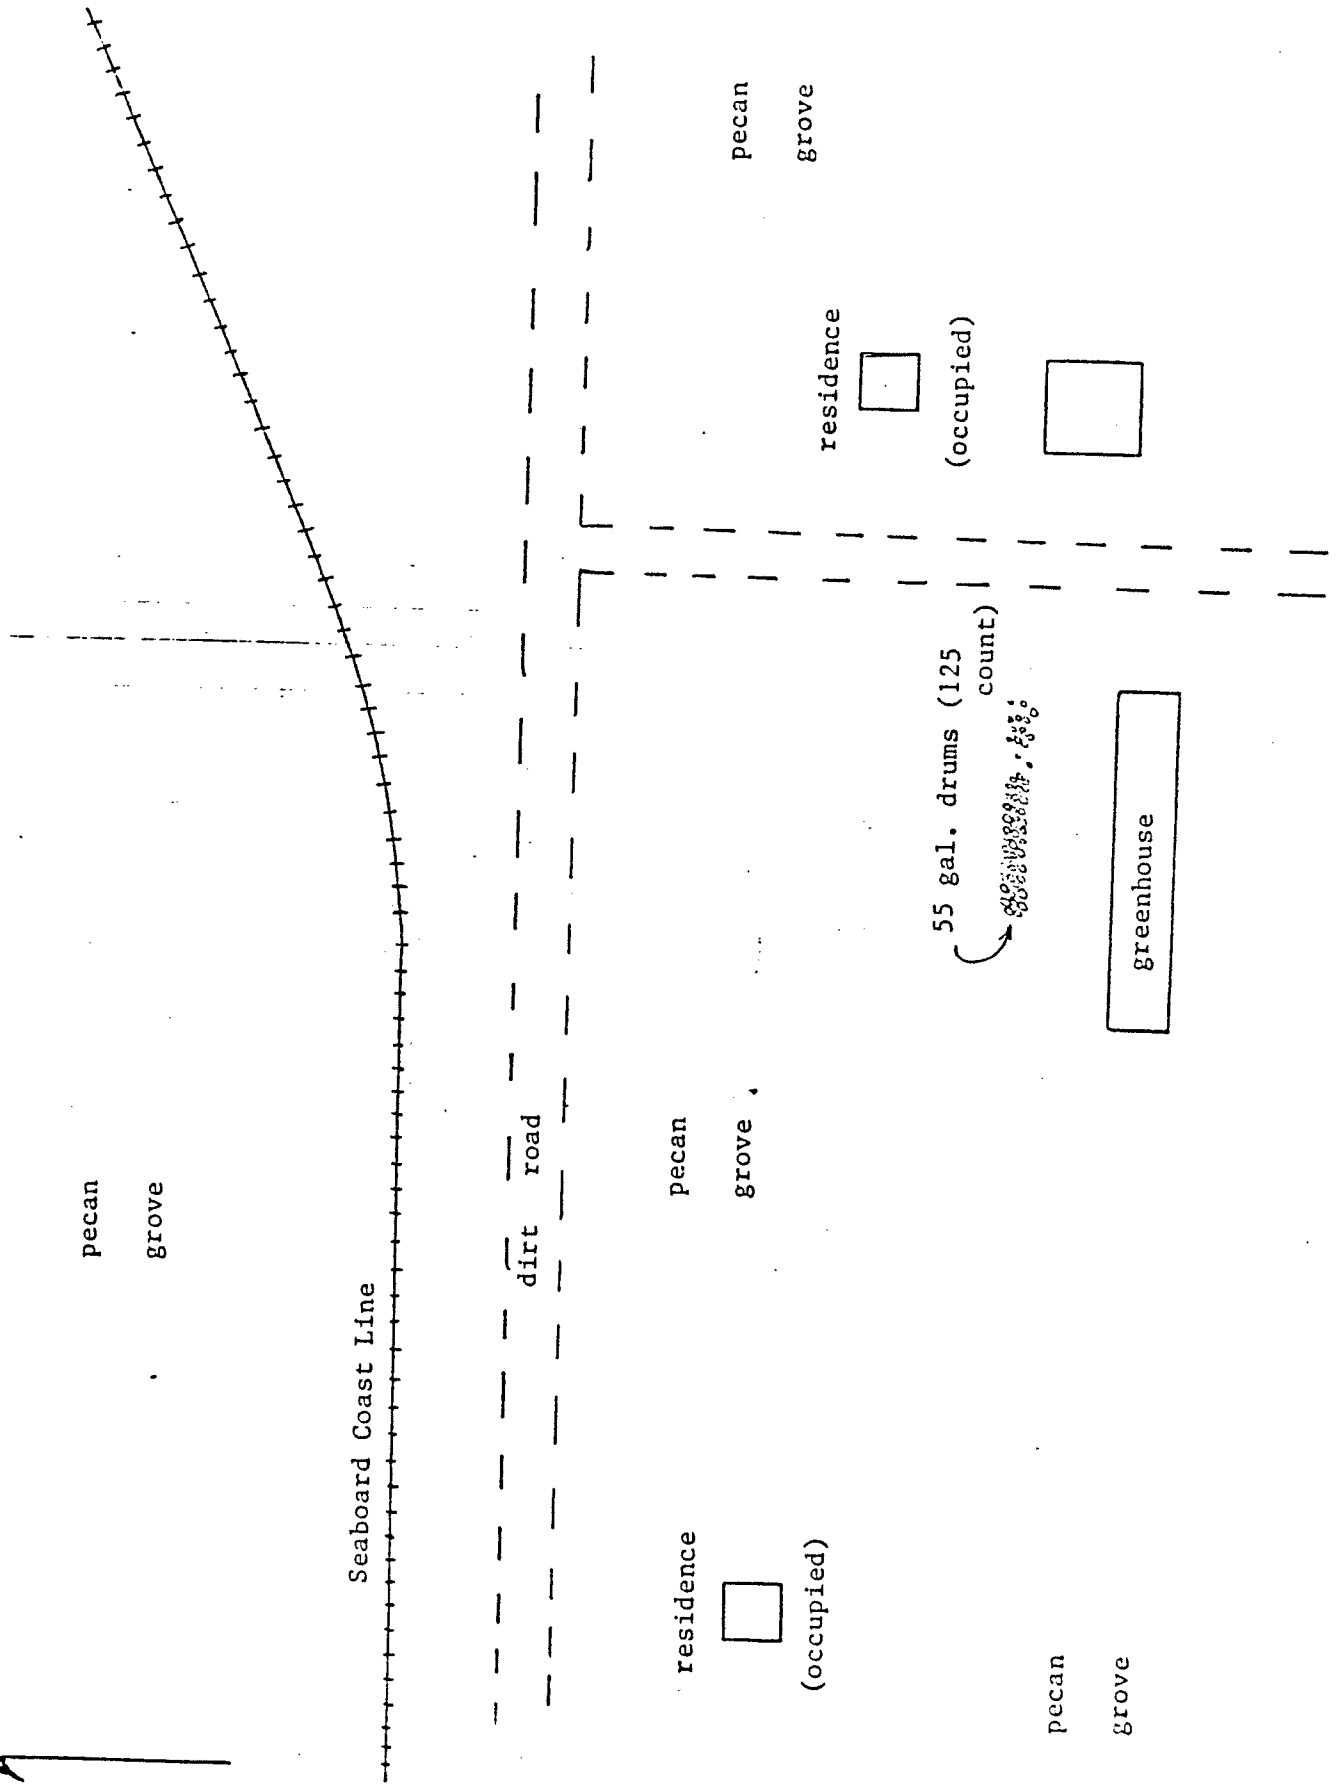 pecan
grove
Seaboard Coast Line
dirt road
pecan
grove
pecan
grove
residence
(occupied)
residence
(occupied)
55 gal. drums (125
count)
greenhouse
pecan
grove